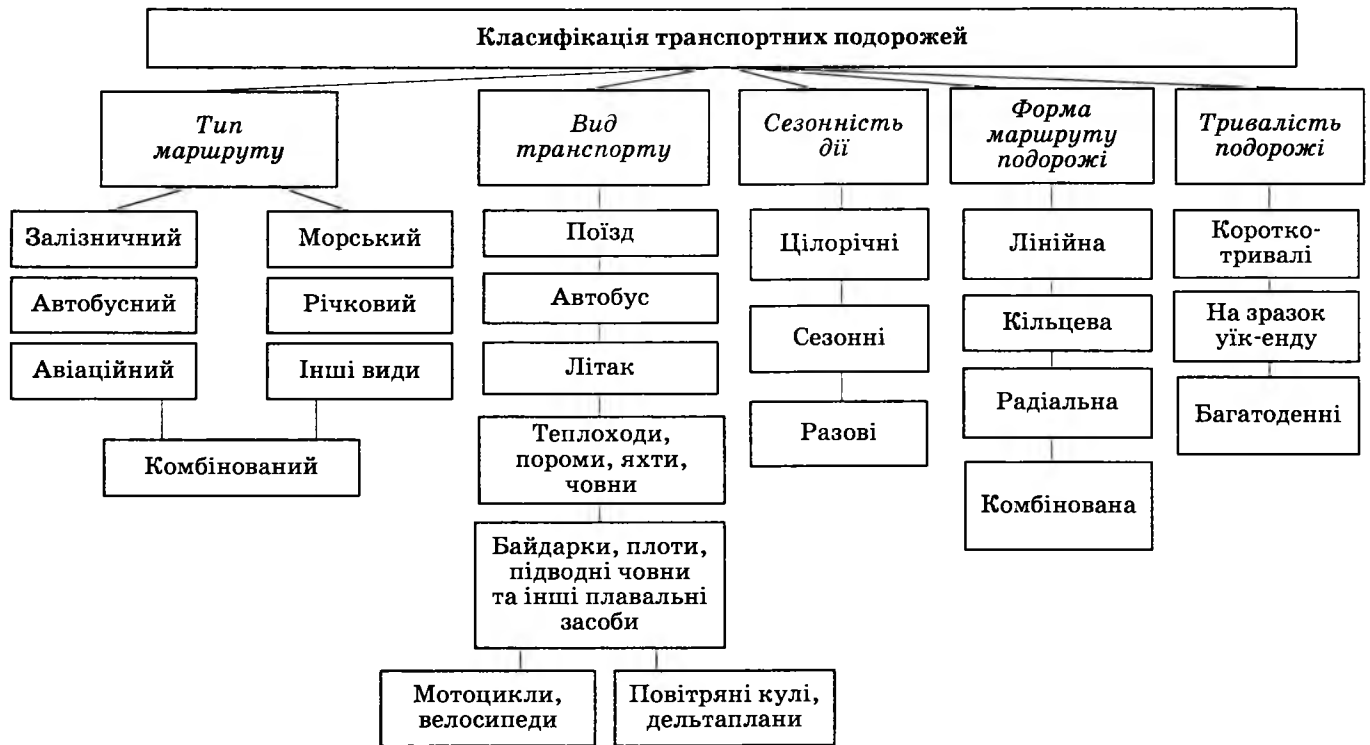 Класифікація транспортних подорожей
Тип
маршруту
Залізничний
Морський
Автобусний
Річковий
Авіаційний
Інші види
Комбінований
Вид
транспорту
Поїзд
Автобус
Літак
Теплоходи,
пороми, яхти,
човни
Байдарки, плоти,
підводні човни
та інші плавальні
засоби
Мотоцикли,
велосипеди
Повітряні кулі,
дельтаплани
Сезонність
дії
Цілорічні
Сезонні
Разові
Форма
маршруту
подорожі
Лінійна
Кільцева
Радіальна
Комбінована
Тривалість
подорожі
Коротко-
тривалі
На зразок
уїк-енду
Багатоденні